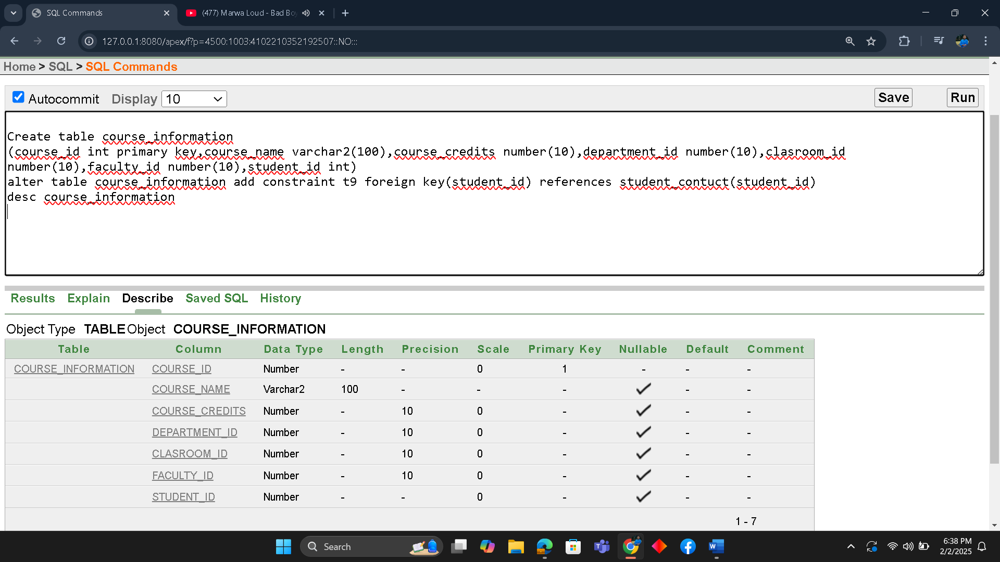 SQL Commands
(477) Marwa Loud - Bad Bo
127.0.0.1:8080/apex/f?p=4500:1003:4102210352192507::NO:::
Home > SQL > SQL Commands
Autocommit Display 10 Save Run
Create table course_information
(course_id int primary key,course_name varchar2(100),course_credits number(10),department_id number(10),clasroom_id
number(10),faculty_id number(10),student_id int)
alter table course_information add constraint t9 foreign key(student_id) references student_contuct(student_id)
desc course_information
Results Explain Describe Saved SQL History
Object Type TABLE Object COURSE_INFORMATION
Table Column Data Type Length Precision Scale Primary Key Nullable Default Comment
COURSE_INFORMATION COURSE_ID Number - - 0 1 - - -
COURSE_NAME Varchar2 100 - - - - -
COURSE_CREDITS Number - 10 0 - - -
DEPARTMENT_ID Number - 10 0 - - -
CLASROOM_ID Number - 10 0 - - -
FACULTY_ID Number - 10 0 - - -
STUDENT_ID Number - - 0 - - -
1 - 7
Search
6:38 PM
2/2/2025